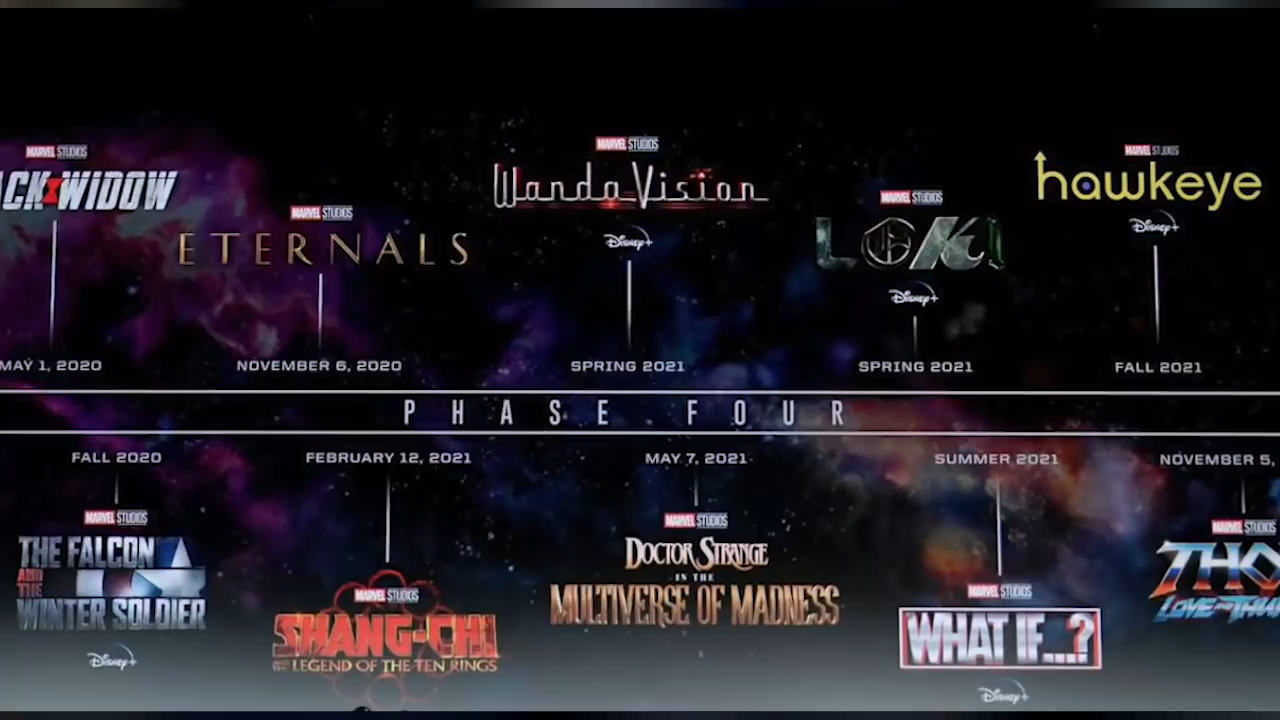 MARVEL STUDIOS
ACK WIDOW
MAY 1, 2020
MARVEL STUDIOS
ETERNALS
NOVEMBER 6, 2020
MARVEL STUDIOS
WandaVision
Disney+
SPRING 2021
MARVEL STUDIOS
LOKI
Disney+
SPRING 2021
MARVEL STUDIOS
hawkeye
Disney+
FALL 2021
PHASE FOUR
FALL 2020
MARVEL STUDIOS
THE FALCON
AND THE
WINTER SOLDIER
Disney+
FEBRUARY 12, 2021
MARVEL STUDIOS
SHANG-CHI
AND THE LEGEND OF THE TEN RINGS
MAY 7, 2021
MARVEL STUDIOS
DOCTOR STRANGE
IN THE
MULTIVERSE OF MADNESS
SUMMER 2021
MARVEL STUDIOS
WHAT IF...?
Disney+
NOVEMBER 5,
MARVEL STUDIOS
THO
LOVE AND THUN